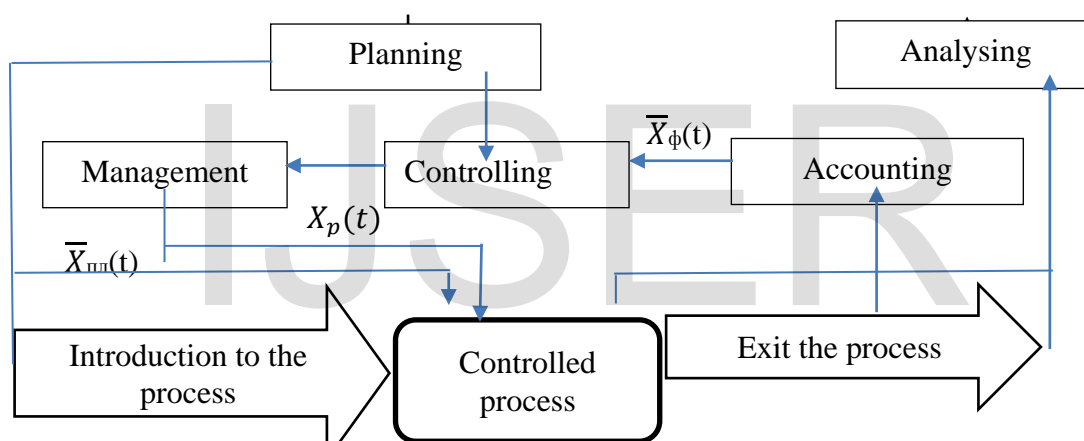 Planning
Analysing
X̅ф(t)
Management
Controlling
Accounting
Xp(t)
X̅пл(t)
Introduction to the
process
Controlled
process
Exit the process
IJSER